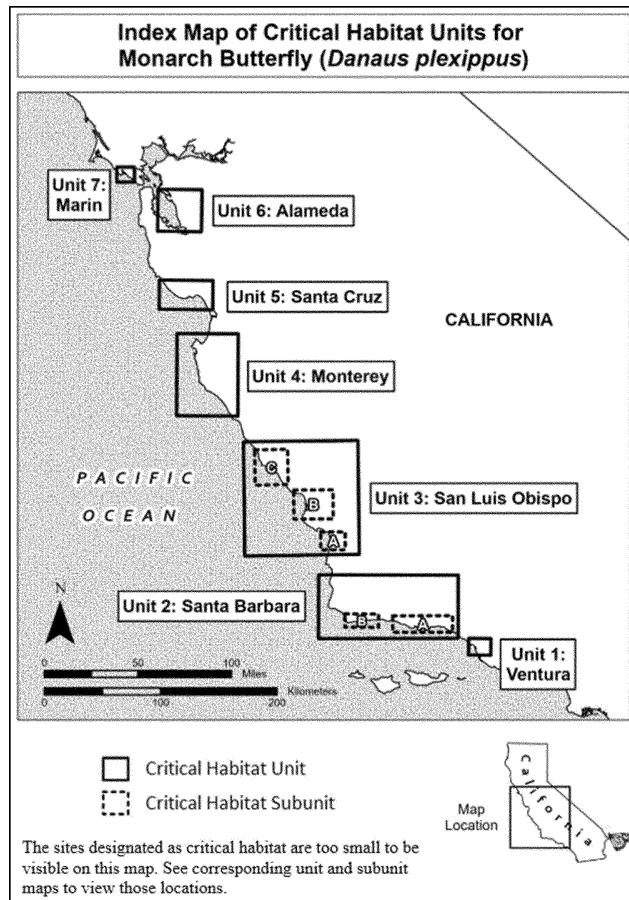 Index Map of Critical Habitat Units for
Monarch Butterfly (Danaus plexippus)
Unit 7:
Marin
Unit 6: Alameda
Unit 5: Santa Cruz
CALIFORNIA
Unit 4: Monterey
PACIFIC
OCEAN
C
B
A
Unit 3: San Luis Obispo
N
Unit 2: Santa Barbara
B
A
Unit 1:
Ventura
0 50 100
Miles
0 100 200
Kilometers
Critical Habitat Unit
Critical Habitat Subunit
Map
Location
California
The sites designated as critical habitat are too small to be
visible on this map. See corresponding unit and subunit
maps to view those locations.